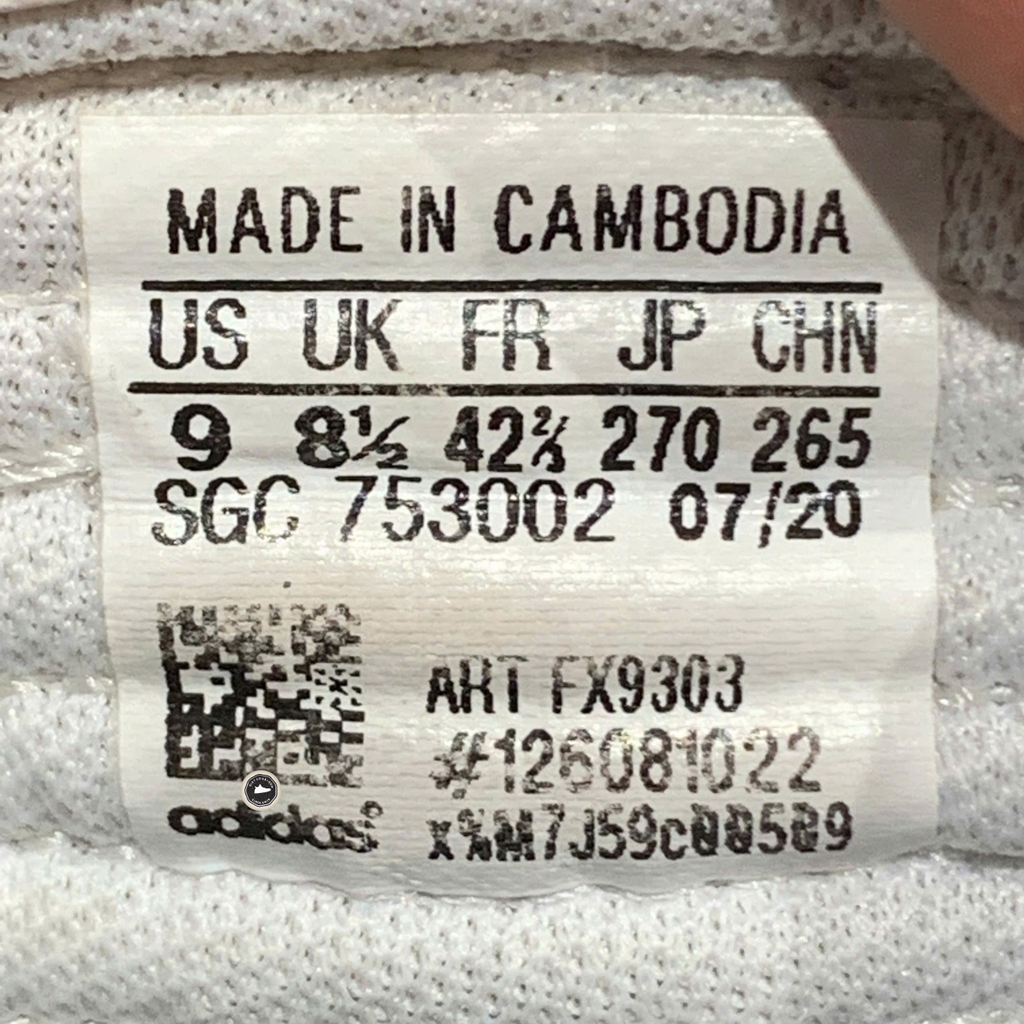 MADE IN CAMBODIA
US UK FR JP CHN
9 8½ 42⅔ 270 265
SGC 753002 07/20
ART FX9303
#126081022
adidas